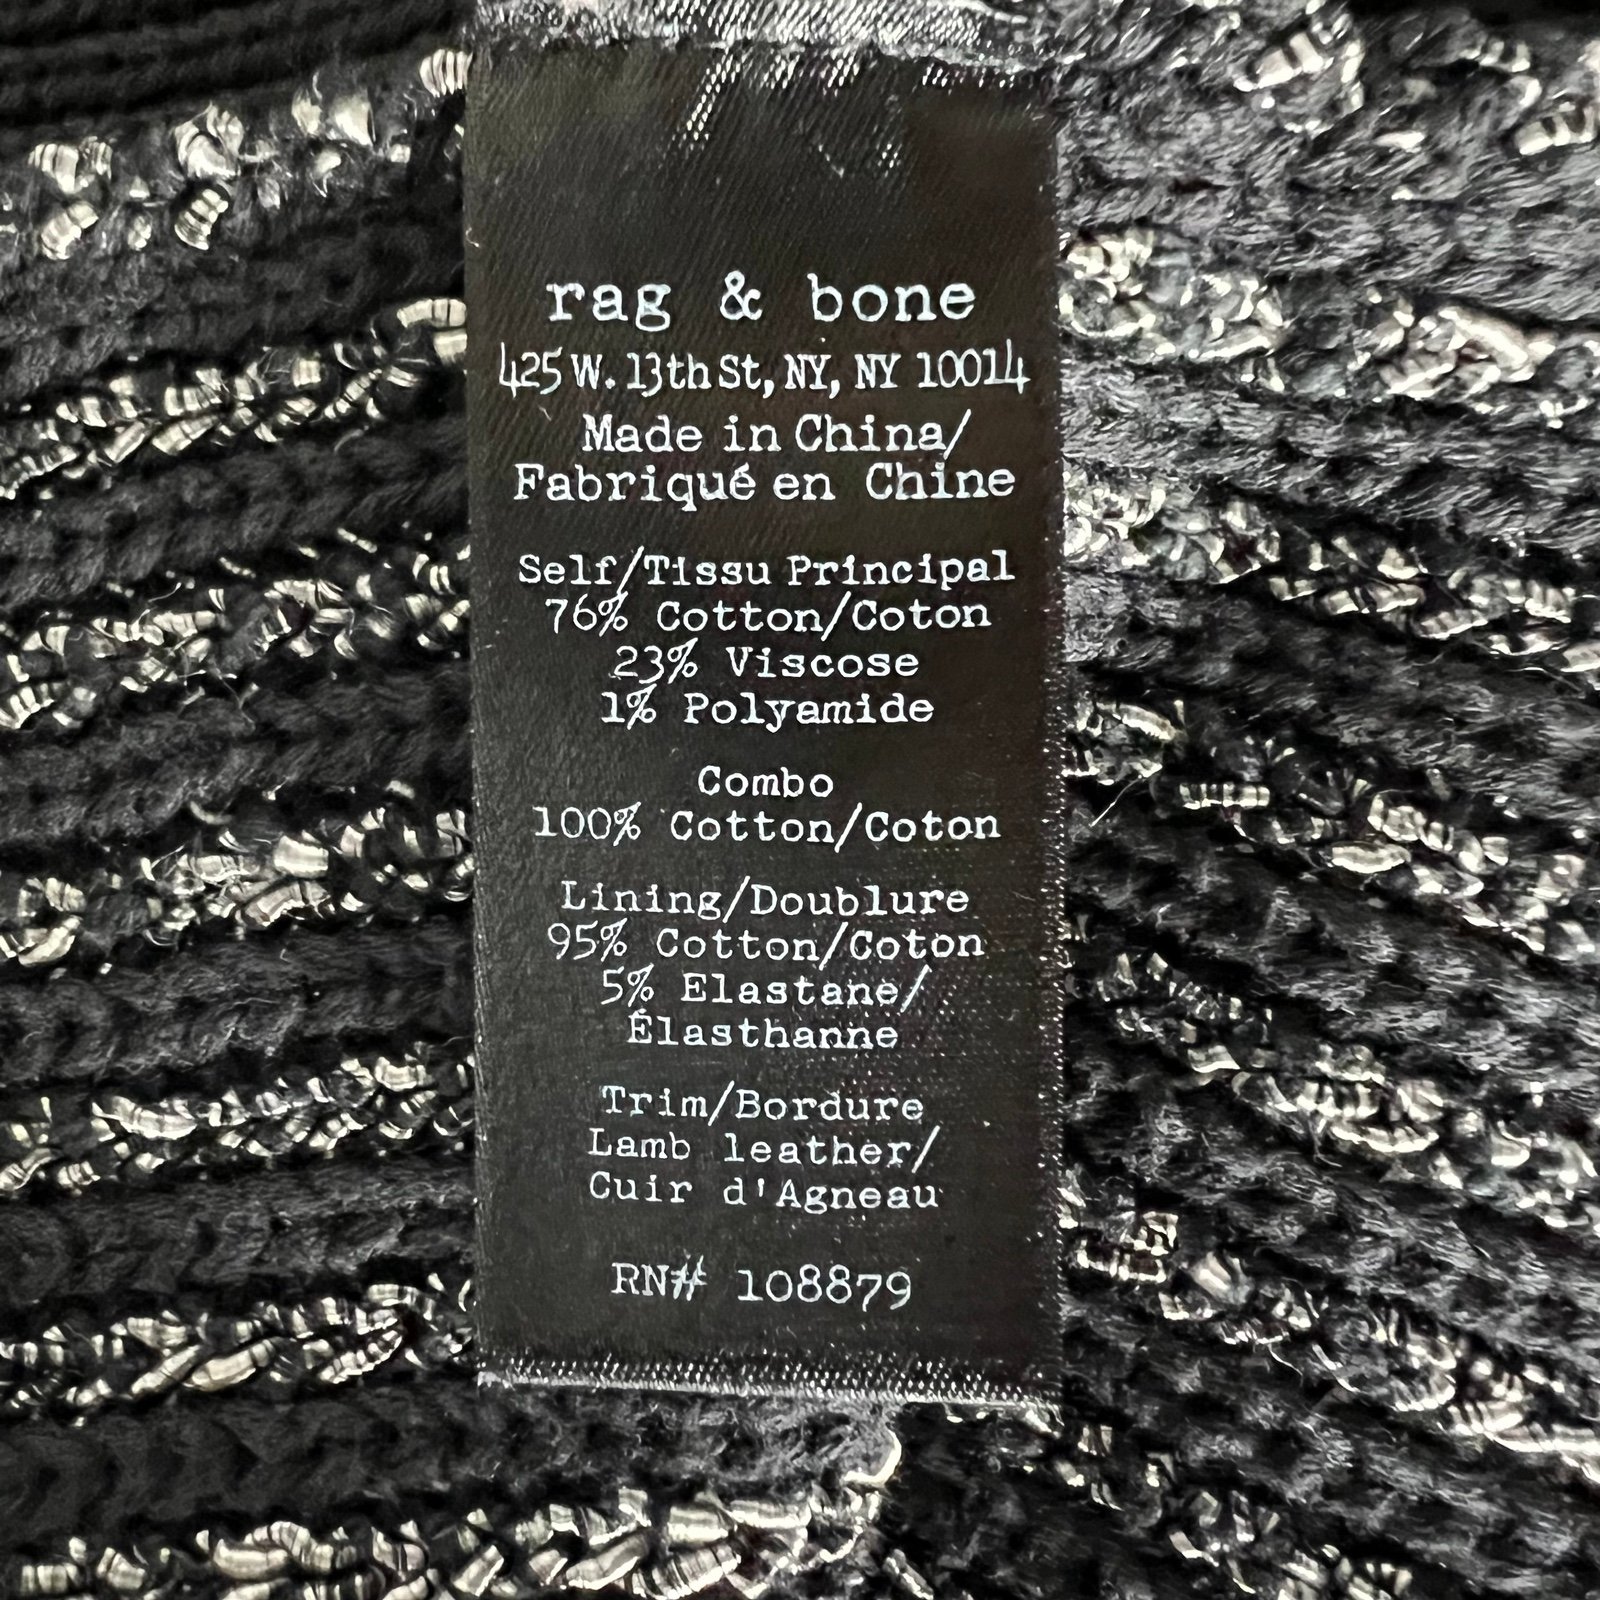 rag & bone
425 W. 13th St, NY, NY 10014
Made in China/
Fabriqué en Chine
Self/Tissu Principal
76% Cotton/Coton
23% Viscose
1% Polyamide
Combo
100% Cotton/Coton
Lining/Doublure
95% Cotton/Coton
5% Elastane/
Élasthanne
Trim/Bordure
Lamb leather/
Cuir d'Agneau
RN# 108879